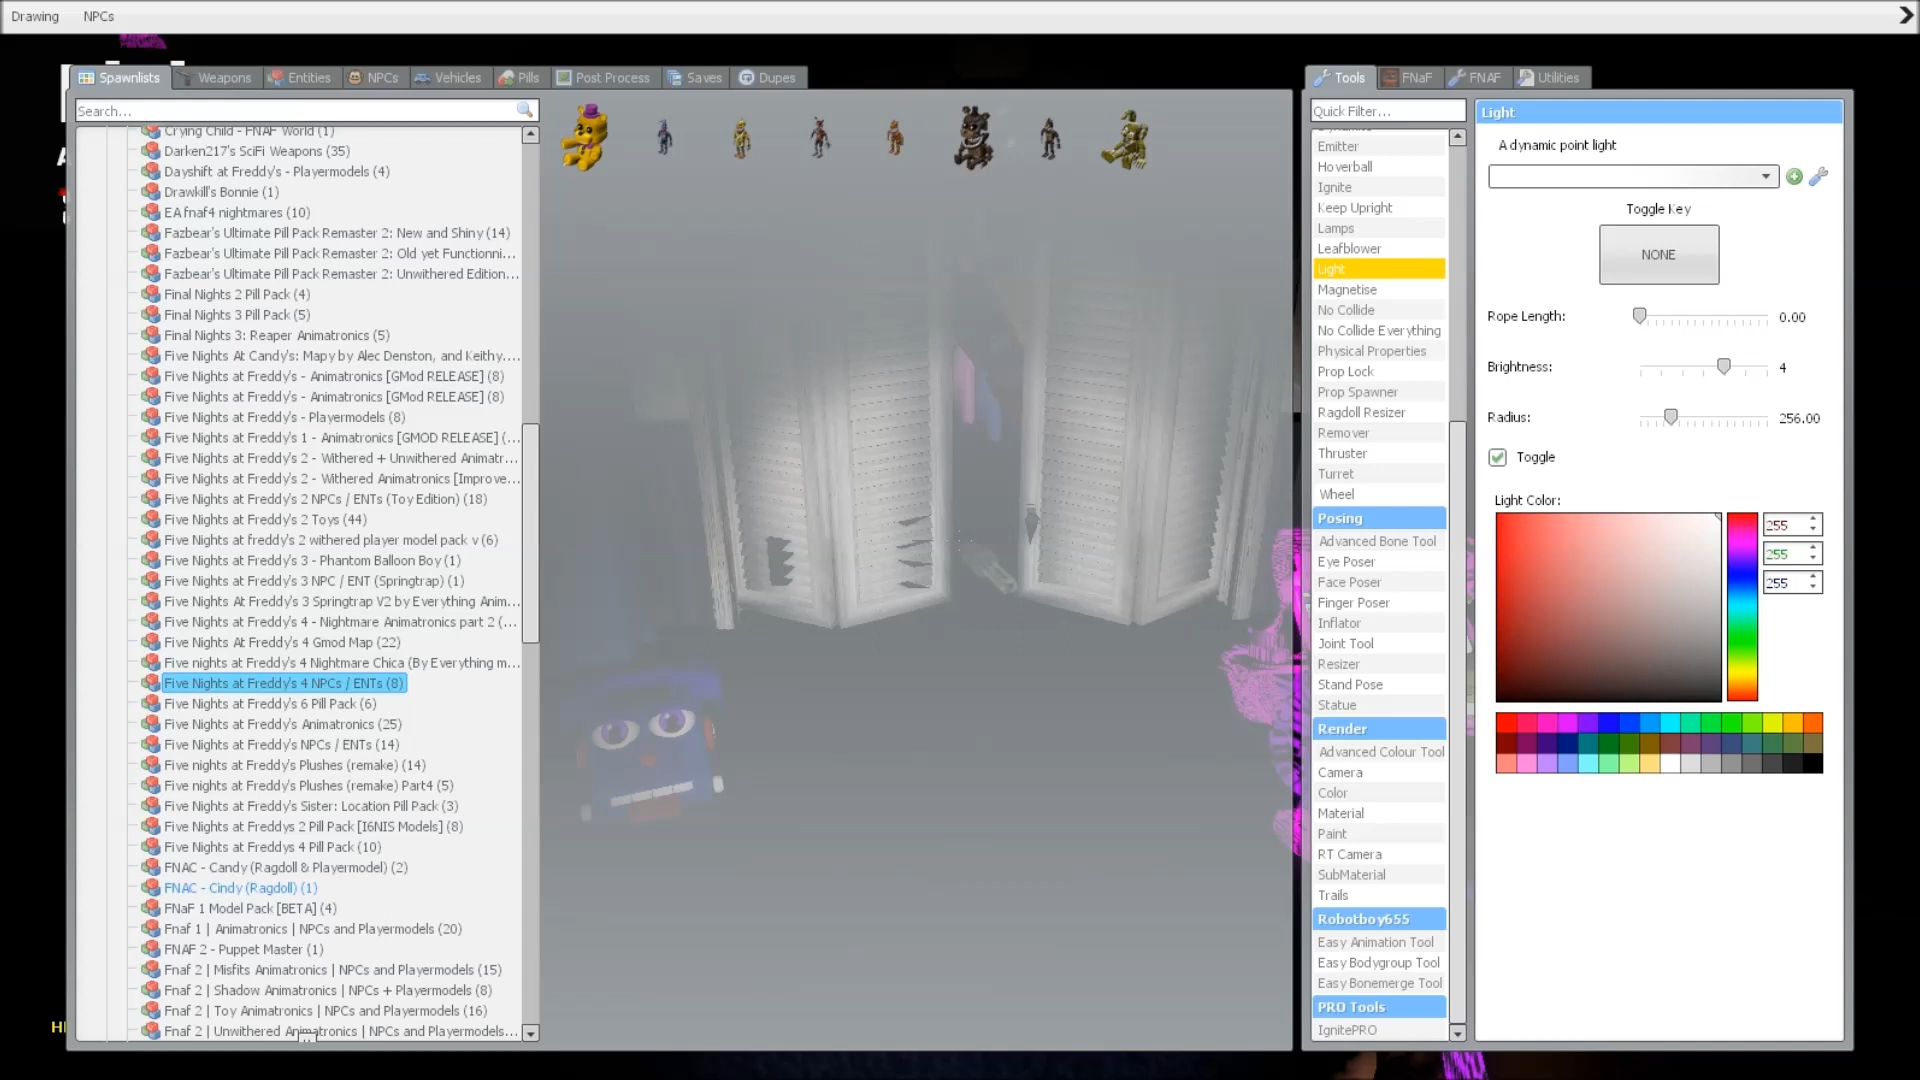 Drawing NPCs
Spawnlists Weapons Entities NPCs Vehicles Pills Post Process Saves Dupes
Search...
Crying Child - FNAF World (1)
Darken217's SciFi Weapons (35)
Dayshift at Freddy's - Playermodels (4)
Drawkill's Bonnie (1)
EA fnaf4 nightmares (10)
Fazbear's Ultimate Pill Pack Remaster 2: New and Shiny (14)
Fazbear's Ultimate Pill Pack Remaster 2: Old yet Functionni...
Fazbear's Ultimate Pill Pack Remaster 2: Unwithered Edition...
Final Nights 2 Pill Pack (4)
Final Nights 3 Pill Pack (5)
Final Nights 3: Reaper Animatronics (5)
Five Nights At Candy's: Mapy by Alec Denston, and Keithy....
Five Nights at Freddy's - Animatronics [GMod RELEASE] (8)
Five Nights at Freddy's - Animatronics [GMod RELEASE] (8)
Five Nights at Freddy's - Playermodels (8)
Five Nights at Freddy's 1 - Animatronics [GMOD RELEASE] (...
Five Nights at Freddy's 2 - Withered + Unwithered Animatr...
Five Nights at Freddy's 2 - Withered Animatronics [Improve...
Five Nights at Freddy's 2 NPCs / ENTs (Toy Edition) (18)
Five Nights at Freddy's 2 Toys (44)
Five Nights at freddy's 2 withered player model pack v (6)
Five Nights at Freddy's 3 - Phantom Balloon Boy (1)
Five Nights at Freddy's 3 NPC / ENT (Springtrap) (1)
Five Nights At Freddy's 3 Springtrap V2 by Everything Anim...
Five Nights at Freddy's 4 - Nightmare Animatronics part 2 (...
Five Nights At Freddy's 4 Gmod Map (22)
Five nights at Freddy's 4 Nightmare Chica (By Everything m...
Five Nights at Freddy's 4 NPCs / ENTs (8)
Five Nights at Freddy's 6 Pill Pack (6)
Five Nights at Freddy's Animatronics (25)
Five Nights at Freddy's NPCs / ENTs (14)
Five nights at Freddy's Plushes (remake) (14)
Five nights at Freddy's Plushes (remake) Part4 (5)
Five Nights at Freddy's Sister: Location Pill Pack (3)
Five Nights at Freddys 2 Pill Pack [I6NIS Models] (8)
Five Nights at Freddys 4 Pill Pack (10)
FNAC - Candy (Ragdoll & Playermodel) (2)
FNAC - Cindy (Ragdoll) (1)
FNaF 1 Model Pack [BETA] (4)
Fnaf 1 | Animatronics | NPCs and Playermodels (20)
FNAF 2 - Puppet Master (1)
Fnaf 2 | Misfits Animatronics | NPCs and Playermodels (15)
Fnaf 2 | Shadow Animatronics | NPCs + Playermodels (8)
Fnaf 2 | Toy Animatronics | NPCs and Playermodels (16)
Fnaf 2 | Unwithered Animatronics | NPCs and Playermodels...
Tools FNaF FNAF Utilities
Quick Filter...
Emitter
Hoverball
Ignite
Keep Upright
Lamps
Leafblower
Light
Magnetise
No Collide
No Collide Everything
Physical Properties
Prop Lock
Prop Spawner
Ragdoll Resizer
Remover
Thruster
Turret
Wheel
Posing
Advanced Bone Tool
Eye Poser
Face Poser
Finger Poser
Inflator
Joint Tool
Resizer
Stand Pose
Statue
Render
Advanced Colour Tool
Camera
Color
Material
Paint
RT Camera
SubMaterial
Trails
Robotboy655
Easy Animation Tool
Easy Bodygroup Tool
Easy Bonemerge Tool
PRO Tools
IgnitePRO
Light
A dynamic point light
Toggle Key
NONE
Rope Length: 0.00
Brightness: 4
Radius: 256.00
Toggle
Light Color:
255
255
255